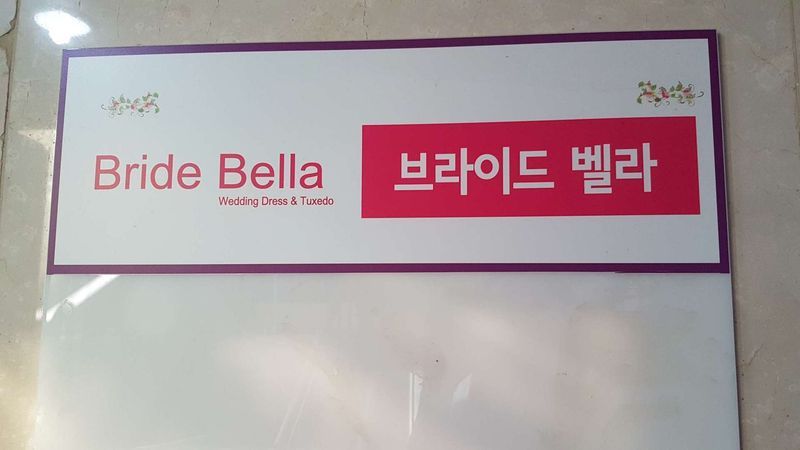 Bride Bella
Wedding Dress & Tuxedo
브라이드 벨라